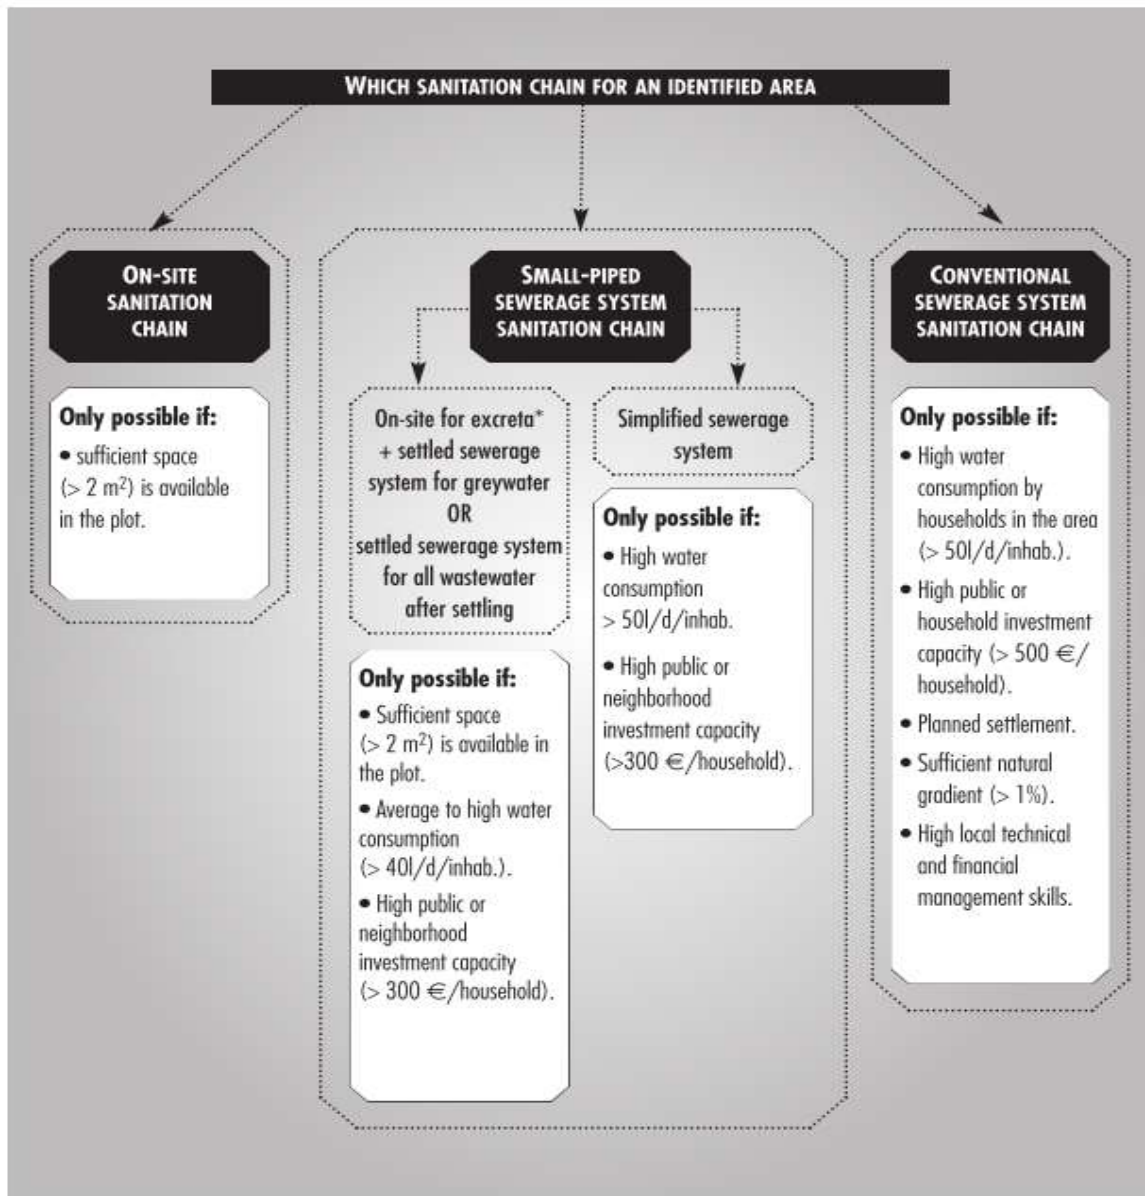 WHICH SANITATION CHAIN FOR AN IDENTIFIED AREA
ON-SITE
SANITATION
CHAIN
Only possible if:
• sufficient space
(> 2 m²) is available
in the plot.
SMALL-PIPED
SEWERAGE SYSTEM
SANITATION CHAIN
On-site for excreta*
+ settled sewerage
system for greywater
OR
settled sewerage system
for all wastewater
after settling
Only possible if:
• Sufficient space
(> 2 m²) is available in
the plot.
• Average to high water
consumption
(> 40l/d/inhab.).
• High public or
neighborhood
investment capacity
(> 300 €/household).
Simplified sewerage
system
Only possible if:
• High water
consumption
> 50l/d/inhab.
• High public or
neighborhood
investment capacity
(>300 €/household).
CONVENTIONAL
SEWERAGE SYSTEM
SANITATION CHAIN
Only possible if:
• High water
consumption by
households in the area
(> 50l/d/inhab.).
• High public or
household investment
capacity (> 500 €/
household).
• Planned settlement.
• Sufficient natural
gradient (> 1%).
• High local technical
and financial
management skills.